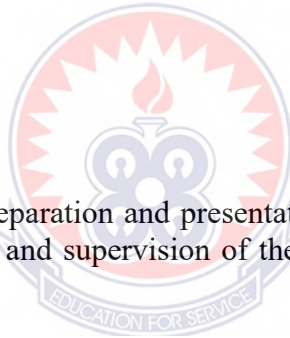 eparation and presentat
and supervision of the
EDUCATION FOR SERVICE